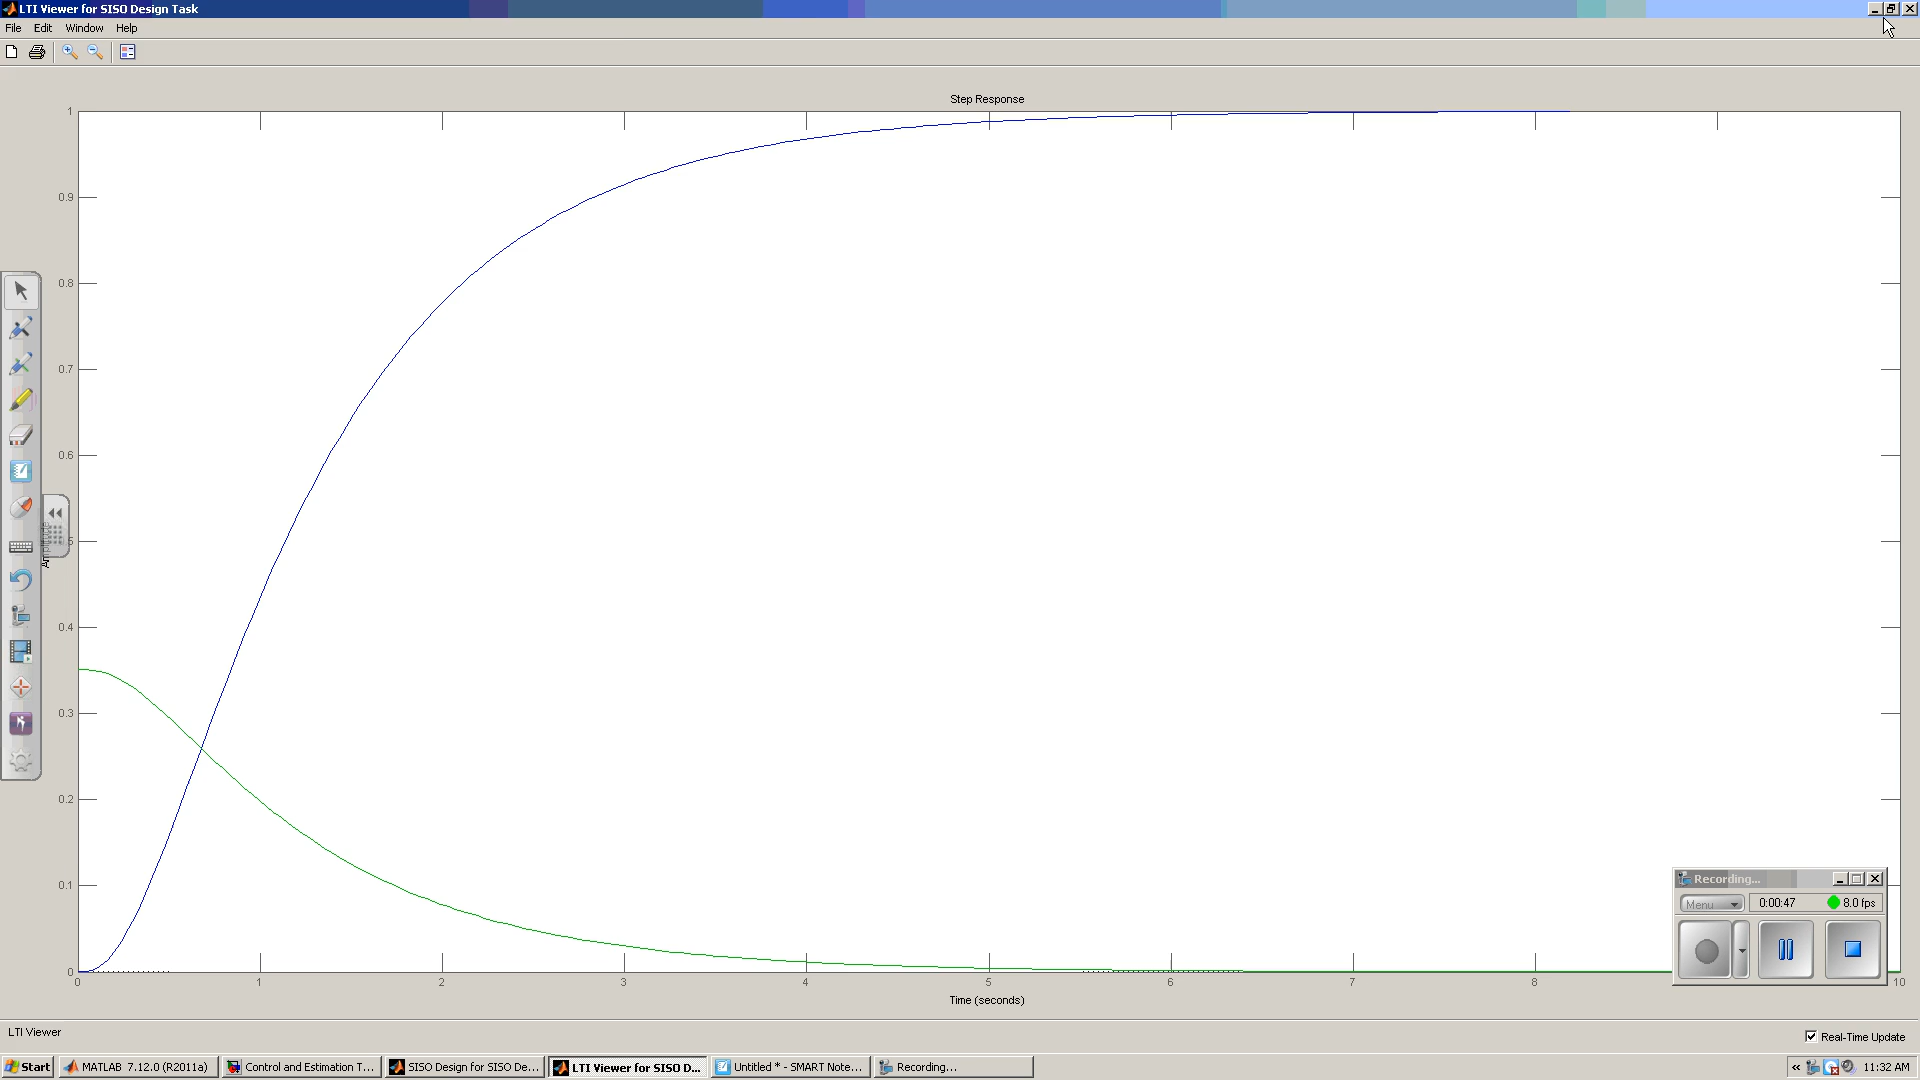 LTI Viewer for SISO Design Task
File Edit Window Help
Step Response
1
0.9
0.8
0.7
0.6
5
0.4
0.3
0.2
0.1
0
Amplitude
0 1 2 3 4 5 6 7 8 10
Time (seconds)
Recording...
Menu 0:00:47 8.0 fps
LTI Viewer
Real-Time Update
Start MATLAB 7.12.0 (R2011a) Control and Estimation T... SISO Design for SISO De... LTI Viewer for SISO D... Untitled * - SMART Note... Recording... « 11:32 AM